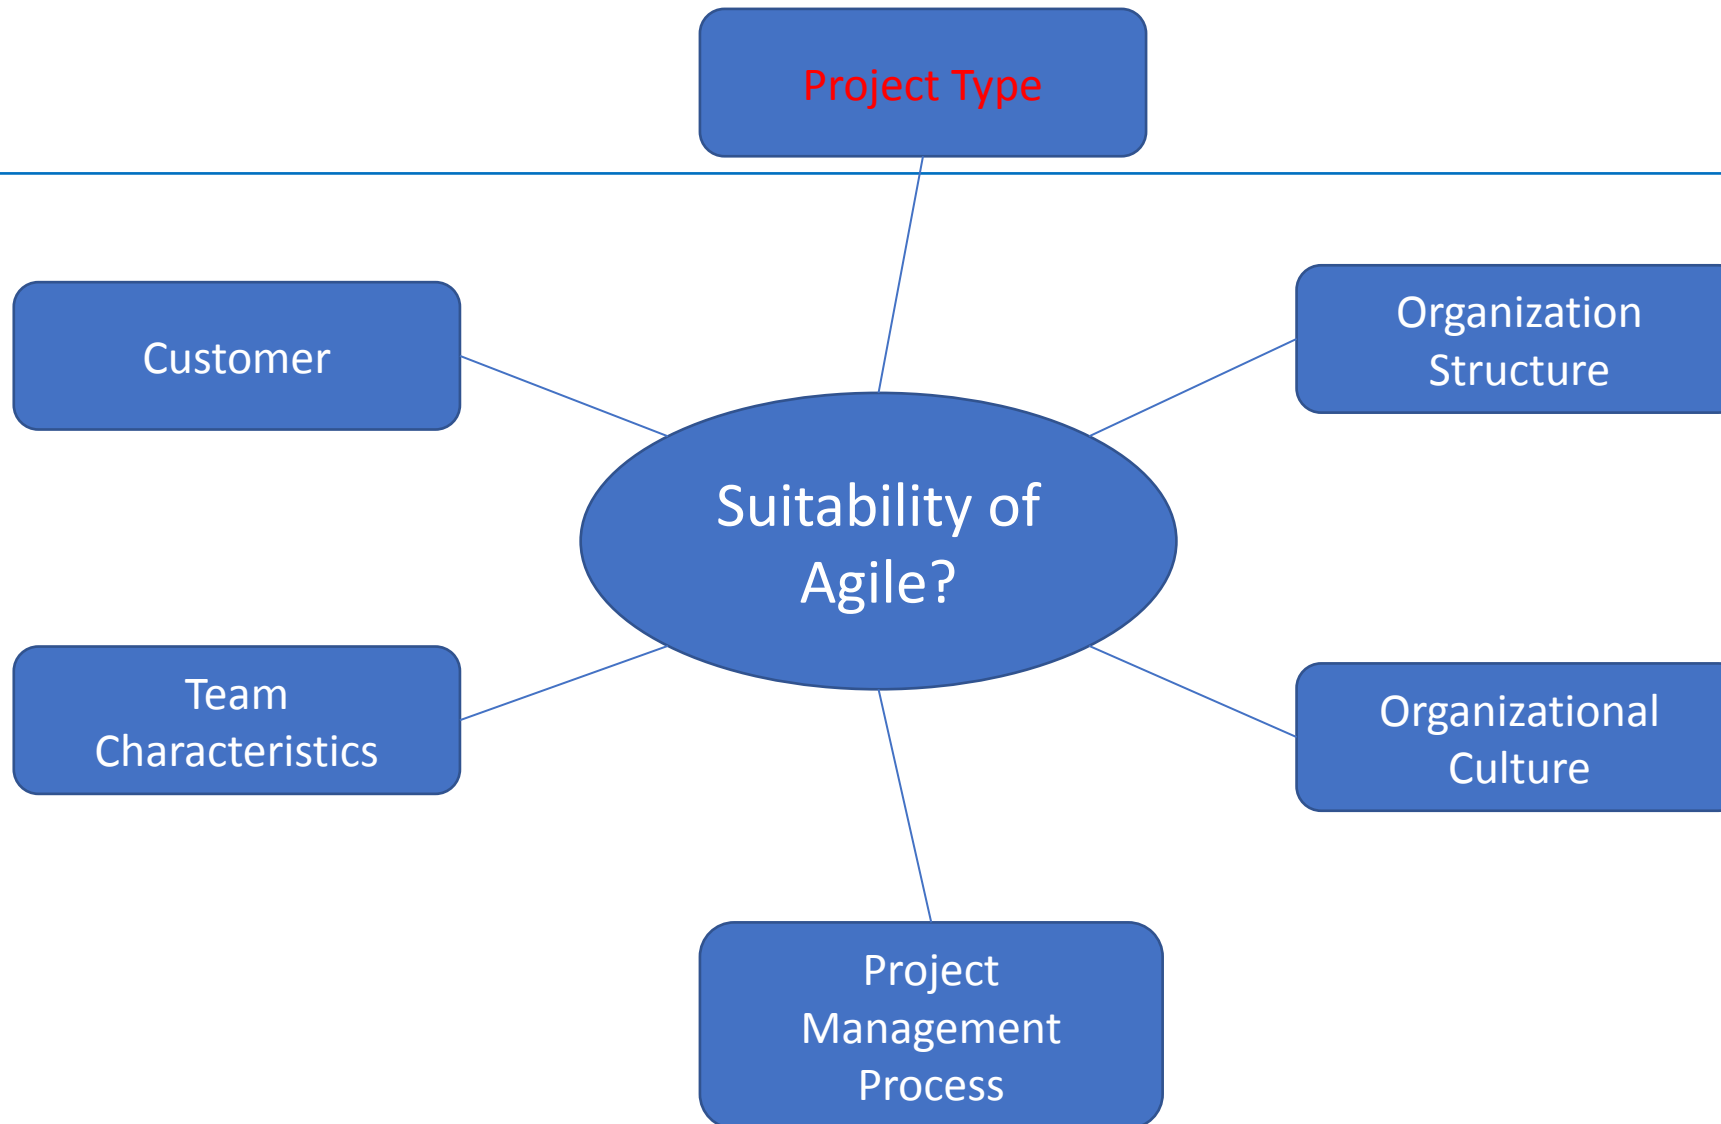 Project Type
Customer
Organization
Structure
Suitability of
Agile?
Team
Characteristics
Organizational
Culture
Project
Management
Process